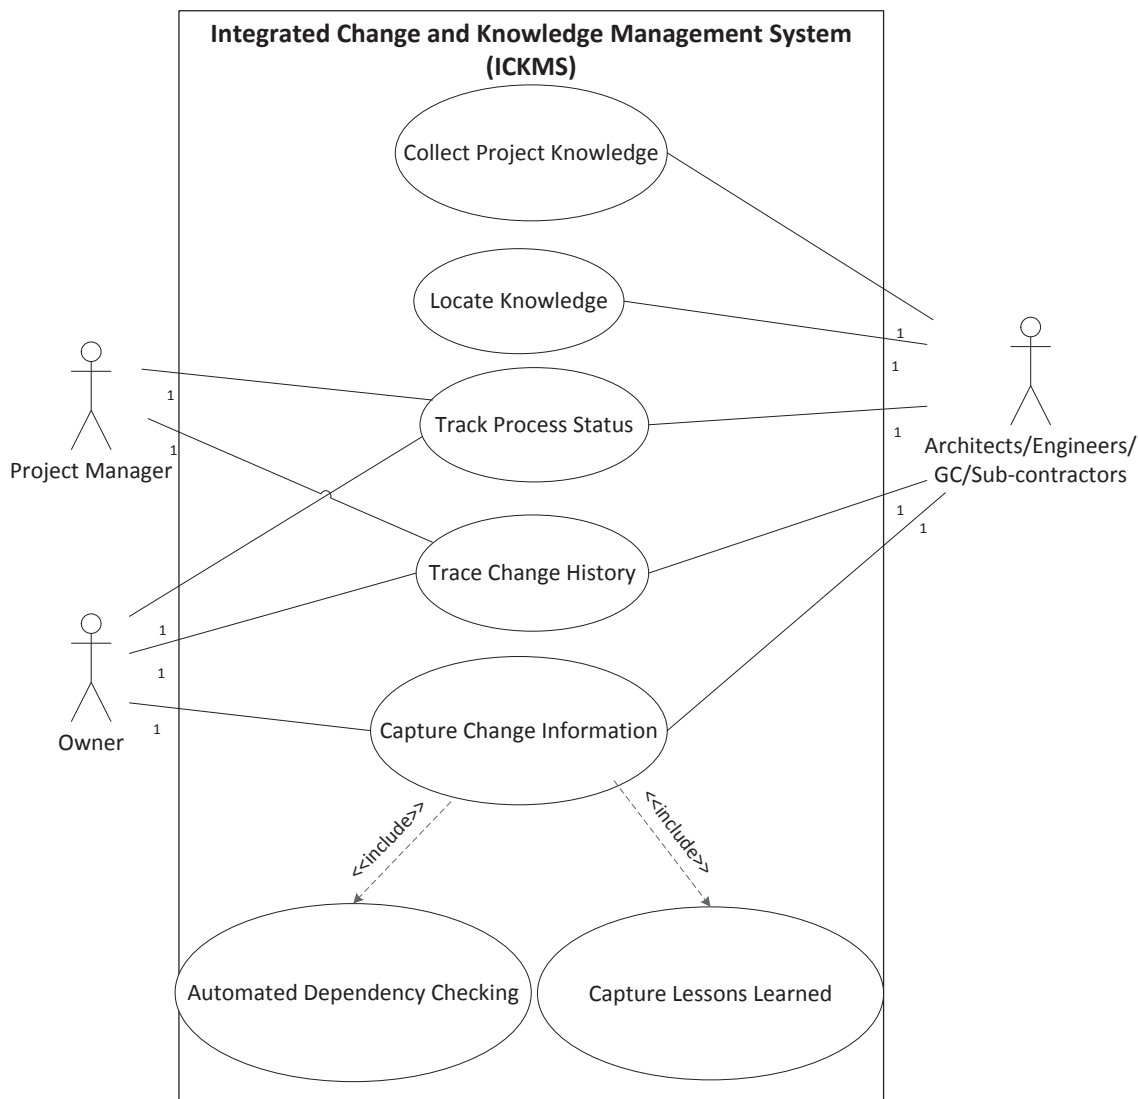 Integrated Change and Knowledge Management System
(ICKMS)
Collect Project Knowledge
Locate Knowledge
1
1
1
Track Process Status
1
Project Manager
1
Architects/Engineers/
GC/Sub-contractors
1
1
Trace Change History
1
1
1
Capture Change Information
Owner
<<include>>
<<include>>
Automated Dependency Checking
Capture Lessons Learned